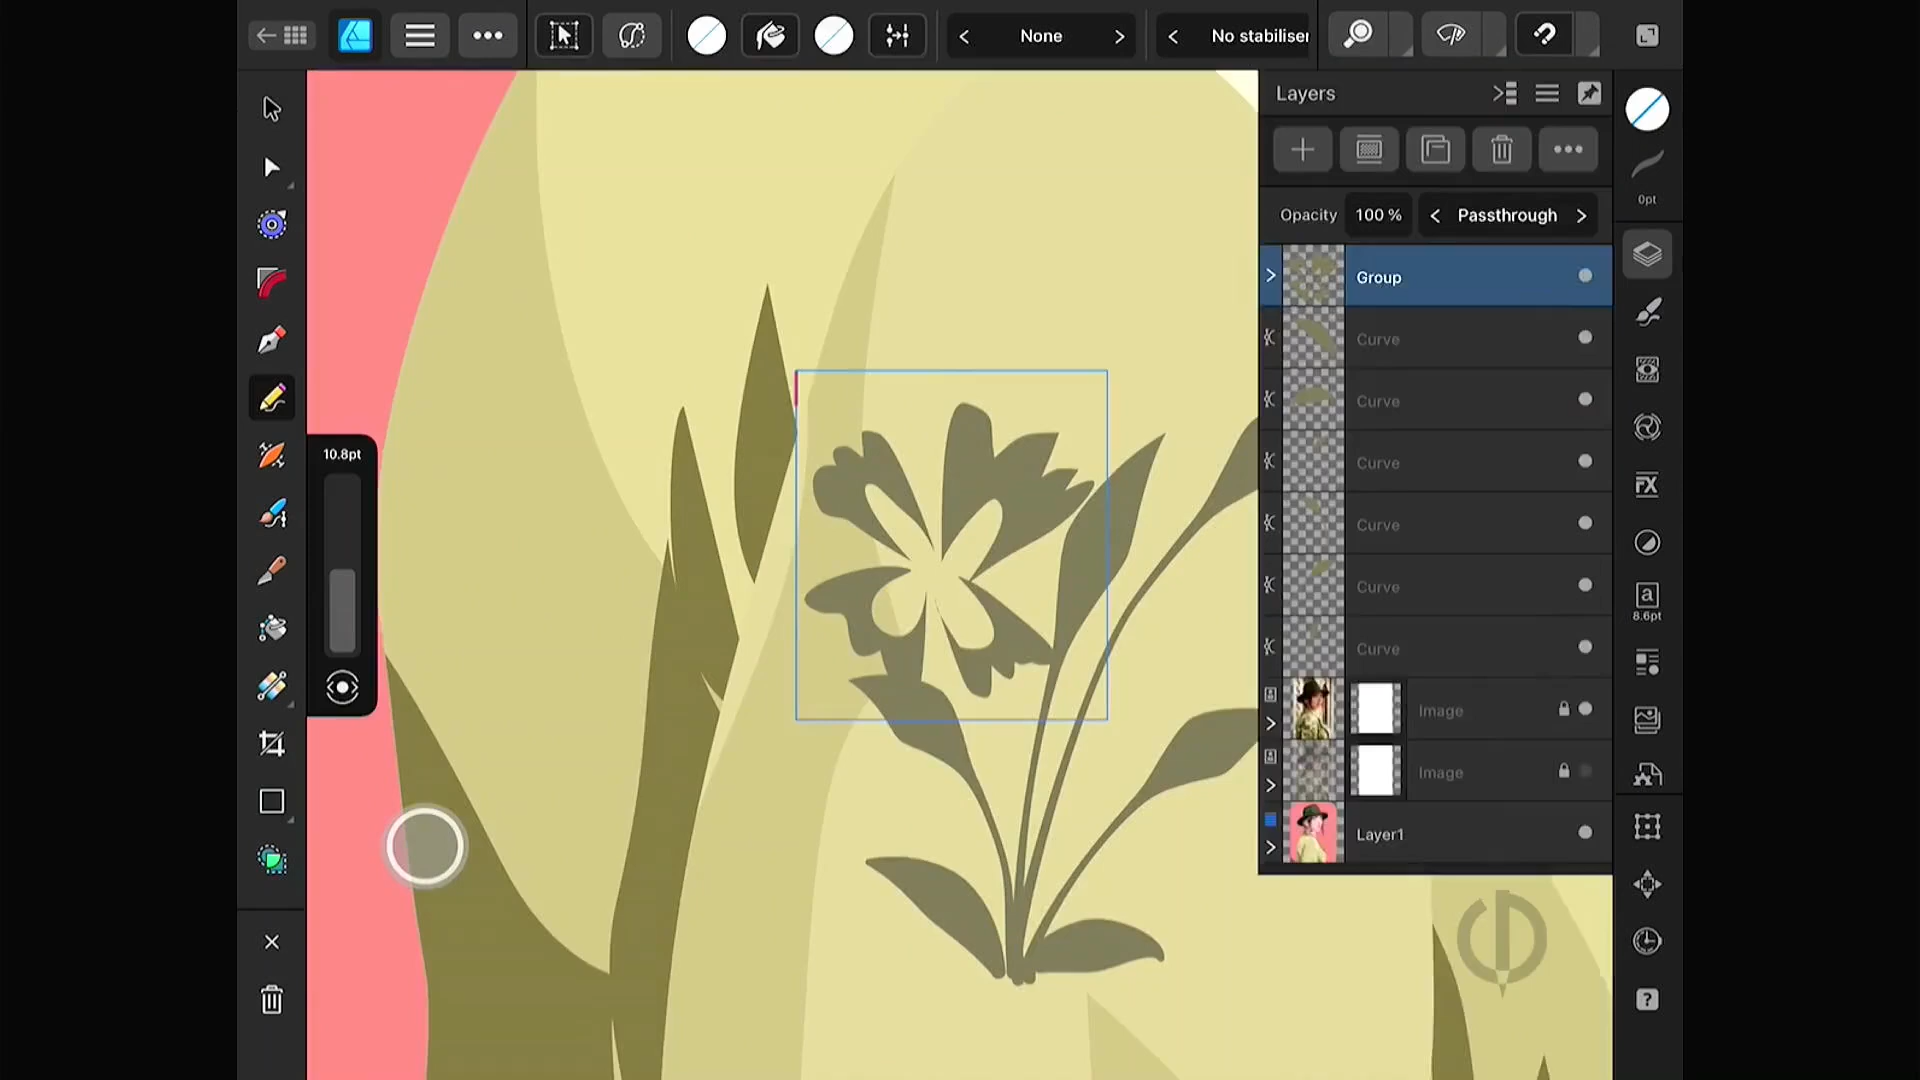 None
No stabiliser
Layers
Opacity
100 %
Passthrough
0pt
Group
Curve
Curve
Curve
Curve
Curve
Curve
Image
Image
Layer1
10.8pt
FX
a
8.6pt
?